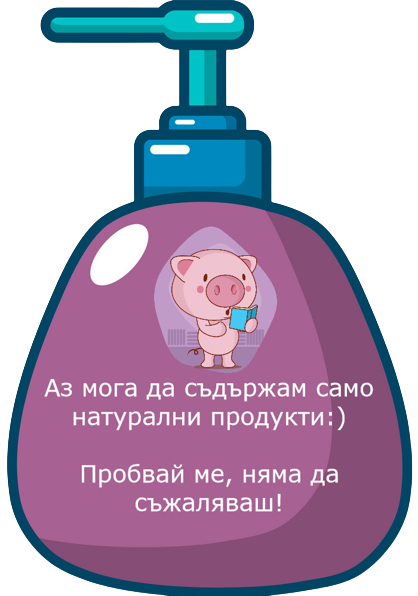 Аз мога да съдържам само
натурални продукти:)
Пробвай ме, няма да
съжаляваш!